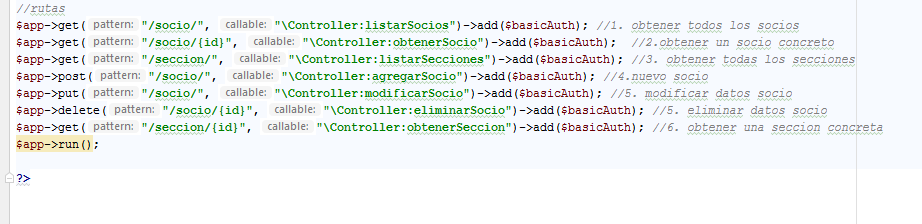 //rutas
$app->get( pattern: "/socio/", callable: "\Controller:listarSocios")->add($basicAuth); //1. obtener todos los socios
$app->get( pattern: "/socio/{id}", callable: "\Controller:obtenerSocio")->add($basicAuth); //2.obtener un socio concreto
$app->get( pattern: "/seccion/", callable: "\Controller:listarSecciones")->add($basicAuth); //3. obtener todas los secciones
$app->post( pattern: "/socio/", callable: "\Controller:agregarSocio")->add($basicAuth); //4.nuevo socio
$app->put( pattern: "/socio/", callable: "\Controller:modificarSocio")->add($basicAuth); //5. modificar datos socio
$app->delete( pattern: "/socio/{id}", callable: "\Controller:eliminarSocio")->add($basicAuth); //5. eliminar datos socio
$app->get( pattern: "/seccion/{id}", callable: "\Controller:obtenerSeccion")->add($basicAuth); //6. obtener una seccion concreta
$app->run();
?>